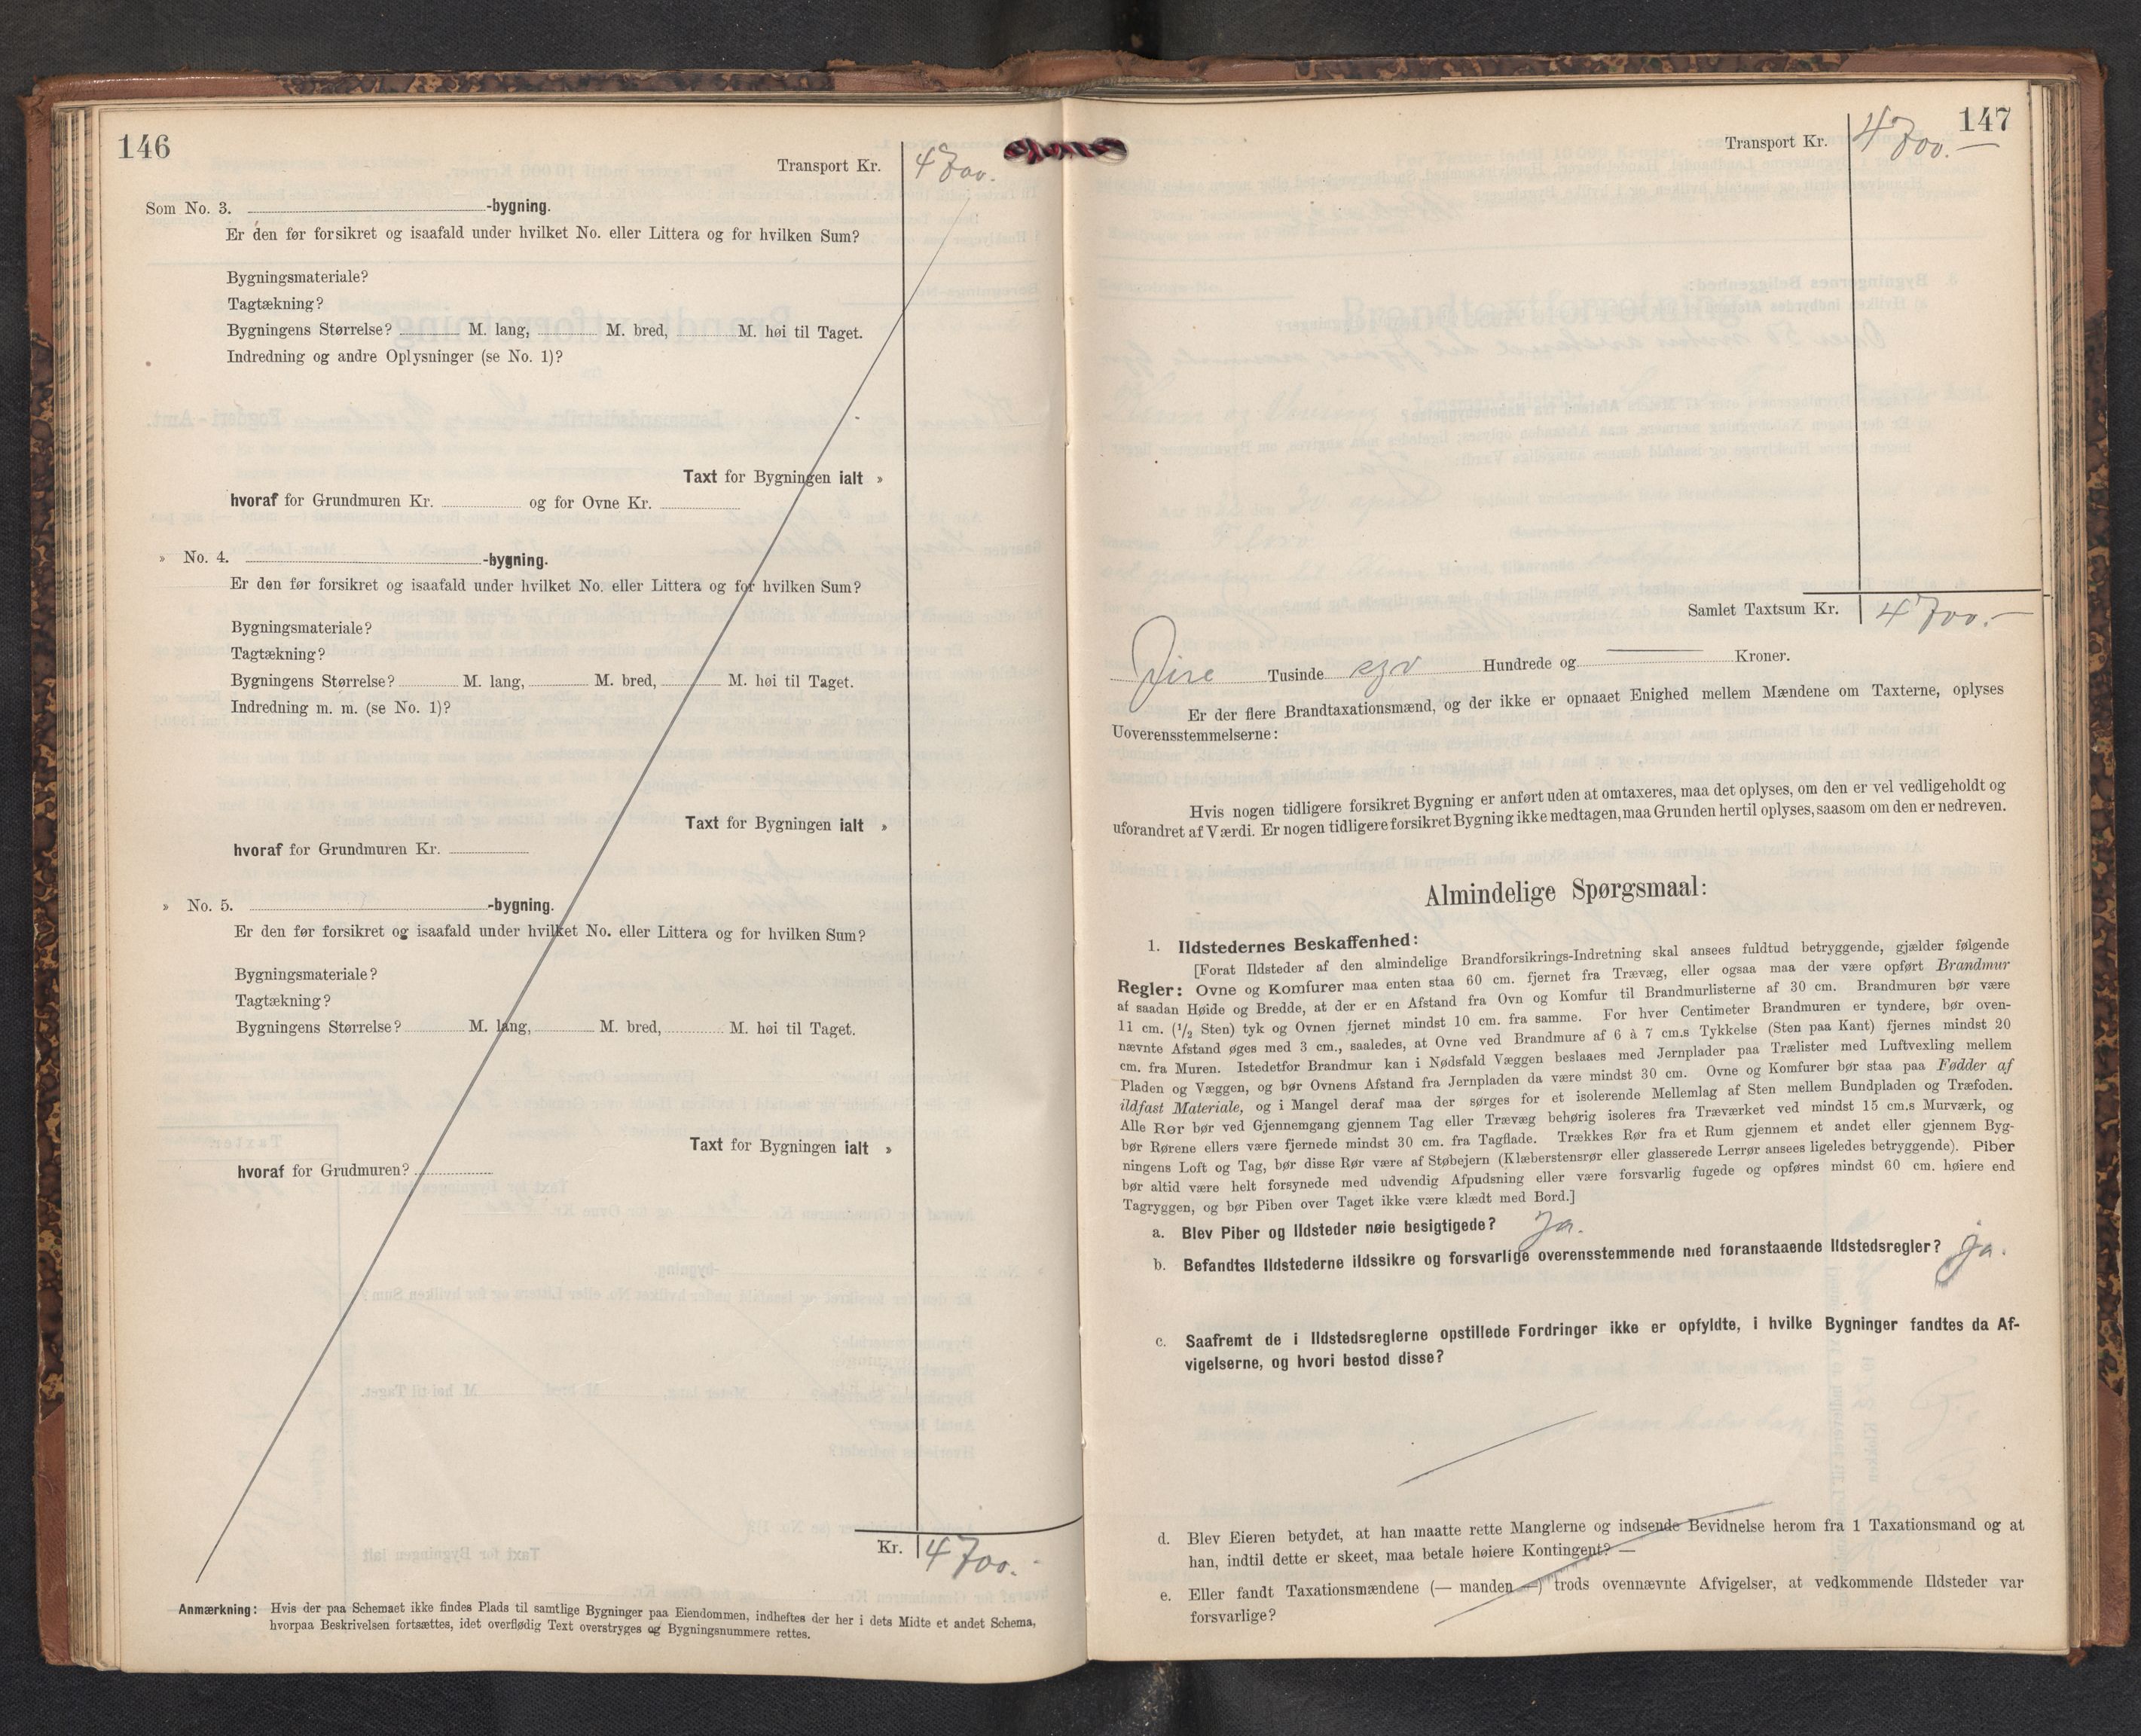 146
Transport Kr. 4700.
Som No. 3. -bygning.
Er den før forsikret og isaafald under hvilket No. eller Littera og for hvilken Sum?
Bygningsmateriale?
Tagtækning?
Bygningens Størrelse? M. lang, M. bred, M. høi til Taget.
Indredning og andre Oplysninger (se No. 1)?
Taxt for Bygningen ialt »
hvoraf for Grundmuren Kr. og for Ovne Kr.
» No. 4. -bygning.
Er den før forsikret og isaafald under hvilket No. eller Littera og for hvilken Sum?
Bygningsmateriale?
Tagtækning?
Bygningens Størrelse? M. lang, M. bred, M. høi til Taget.
Indredning m. m. (se No. 1)?
Taxt for Bygningen ialt »
hvoraf for Grundmuren Kr.
» No. 5. -bygning.
Er den før forsikret og isaafald under hvilket No. eller Littera og for hvilken Sum?
Bygningsmateriale?
Tagtækning?
Bygningens Størrelse? M. lang, M. bred, M. høi til Taget.
Taxt for Bygningen ialt »
hvoraf for Grudmuren?
Kr. 4700.-
Anmærkning: Hvis der paa Schemaet ikke findes Plads til samtlige Bygninger paa Eiendommen, indheftes der her i dets Midte et andet Schema,
hvorpaa Beskrivelsen fortsættes, idet overflødig Text overstryges og Bygningsnummere rettes.
147
Transport Kr. 4700.—
Samlet Taxtsum Kr. 4700.—
Fire Tusinde syv Hundrede og — Kroner.
Er der flere Brandtaxationsmænd, og der ikke er opnaaet Enighed mellem Mændene om Taxterne, oplyses
Uoverensstemmelserne:
Hvis nogen tidligere forsikret Bygning er anført uden at omtaxeres, maa det oplyses, om den er vel vedligeholdt og
uforandret af Værdi. Er nogen tidligere forsikret Bygning ikke medtagen, maa Grunden hertil oplyses, saasom om den er nedreven.
Almindelige Spørgsmaal:
1. Ildstedernes Beskaffenhed:
[Forat Ildsteder af den almindelige Brandforsikrings-Indretning skal ansees fuldtud betryggende, gjælder følgende
Regler: Ovne og Komfurer maa enten staa 60 cm. fjernet fra Trævæg, eller ogsaa maa der være opført Brandmur
af saadan Høide og Bredde, at der er en Afstand fra Ovn og Komfur til Brandmurlisterne af 30 cm. Brandmuren bør være
11 cm. (1/2 Sten) tyk og Ovnen fjernet mindst 10 cm. fra samme. For hver Centimeter Brandmuren er tyndere, bør oven-
nævnte Afstand øges med 3 cm., saaledes, at Ovne ved Brandmure af 6 à 7 cm.s Tykkelse (Sten paa Kant) fjernes mindst 20
cm. fra Muren. Istedetfor Brandmur kan i Nødsfald Væggen beslaaes med Jernplader paa Trælister med Luftvexling mellem
Pladen og Væggen, og bør Ovnens Afstand fra Jernpladen da være mindst 30 cm. Ovne og Komfurer bør staa paa Fødder af
ildfast Materiale, og i Mangel deraf maa der sørges for et isolerende Mellemlag af Sten mellem Bundpladen og Træfoden.
Alle Rør bør ved Gjennemgang gjennem Tag eller Trævæg behørig isoleres fra Træværket ved mindst 15 cm.s Murværk, og
bør Rørene ellers være fjernede mindst 30 cm. fra Tagflade. Trækkes Rør fra et Rum gjennem et andet eller gjennem Byg-
ningens Loft og Tag, bør disse Rør være af Støbejern (Klæberstensrør eller glasserede Lerrør ansees ligeledes betryggende). Piber
bør altid være helt forsynede med udvendig Afpudsning eller være forsvarlig fugede og opføres mindst 60 cm. høiere end
Tagryggen, og bør Piben over Taget ikke være klædt med Bord.]
a. Blev Piber og Ildsteder nøie besigtigede? Ja.
b. Befandtes Ildstederne ildssikre og forsvarlige overensstemmende med foranstaaende Ildstedsregler? Ja.
c. Saafremt de i Ildstedsreglerne opstillede Fordringer ikke er opfyldte, i hvilke Bygninger fandtes da Af-
vigelserne, og hvori bestod disse?
d. Blev Eieren betydet, at han maatte rette Manglerne og indsende Bevidnelse herom fra 1 Taxationsmand og at
han, indtil dette er skeet, maa betale høiere Kontingent? —
e. Eller fandt Taxationsmændene (— manden —) trods ovennævnte Afvigelser, at vedkommende Ildsteder var
forsvarlige?